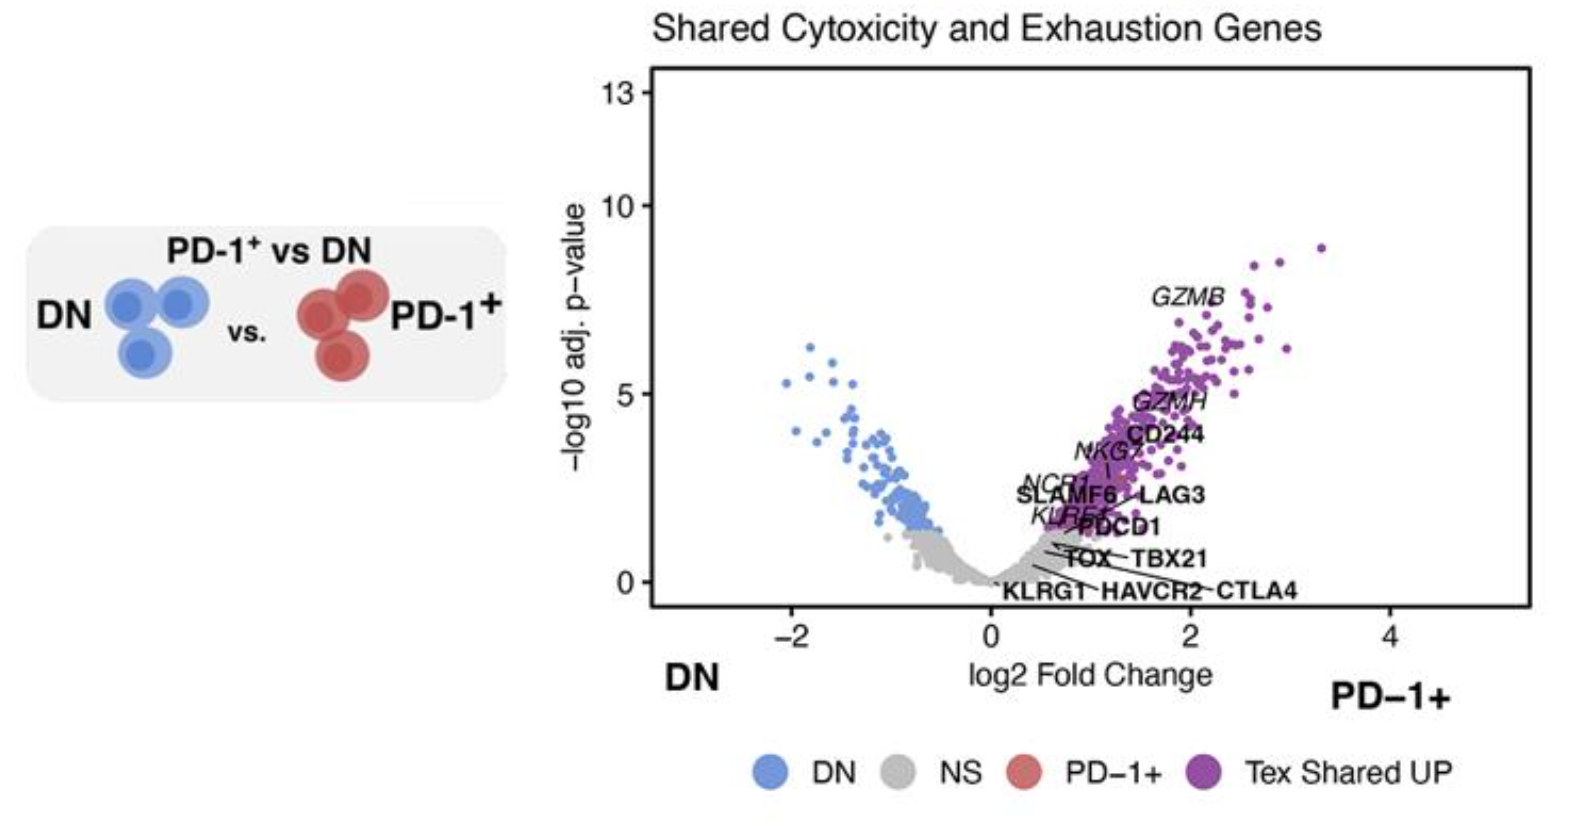 Shared Cytoxicity and Exhaustion Genes
PD-1+ vs DN
DN
vs.
PD-1+
−log10 adj. p−value
13
10
5
0
GZMB
GZMH
CD244
NKG7
NCR1
SLAMF6
LAG3
KLRF1
PDCD1
TOX
TBX21
KLRG1
HAVCR2
CTLA4
−2
0
2
4
log2 Fold Change
DN
PD−1+
DN
NS
PD−1+
Tex Shared UP